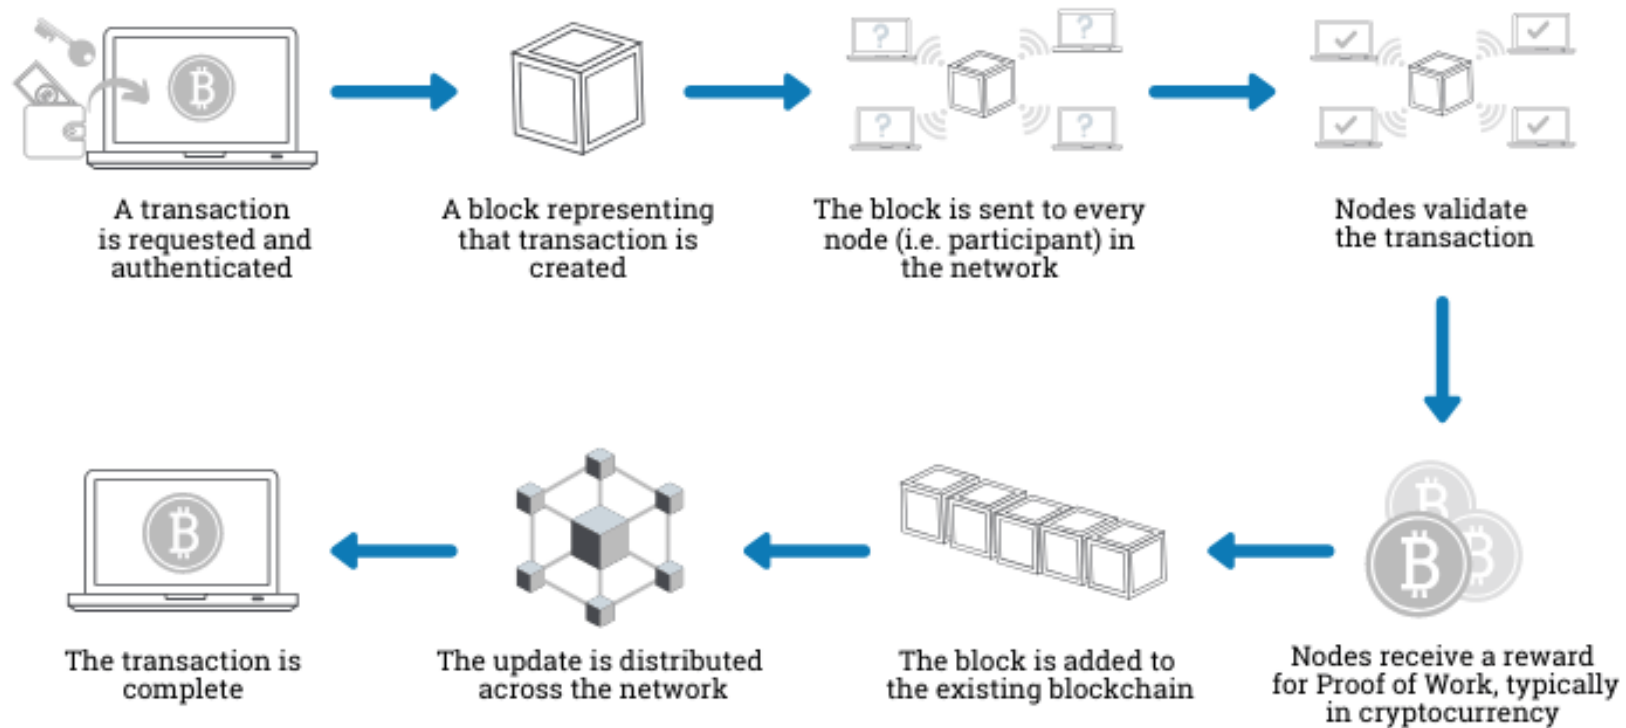 A transaction
is requested and
authenticated
A block representing
that transaction is
created
The block is sent to every
node (i.e. participant) in
the network
Nodes validate
the transaction
Nodes receive a reward
for Proof of Work, typically
in cryptocurrency
The block is added to
the existing blockchain
The update is distributed
across the network
The transaction is
complete